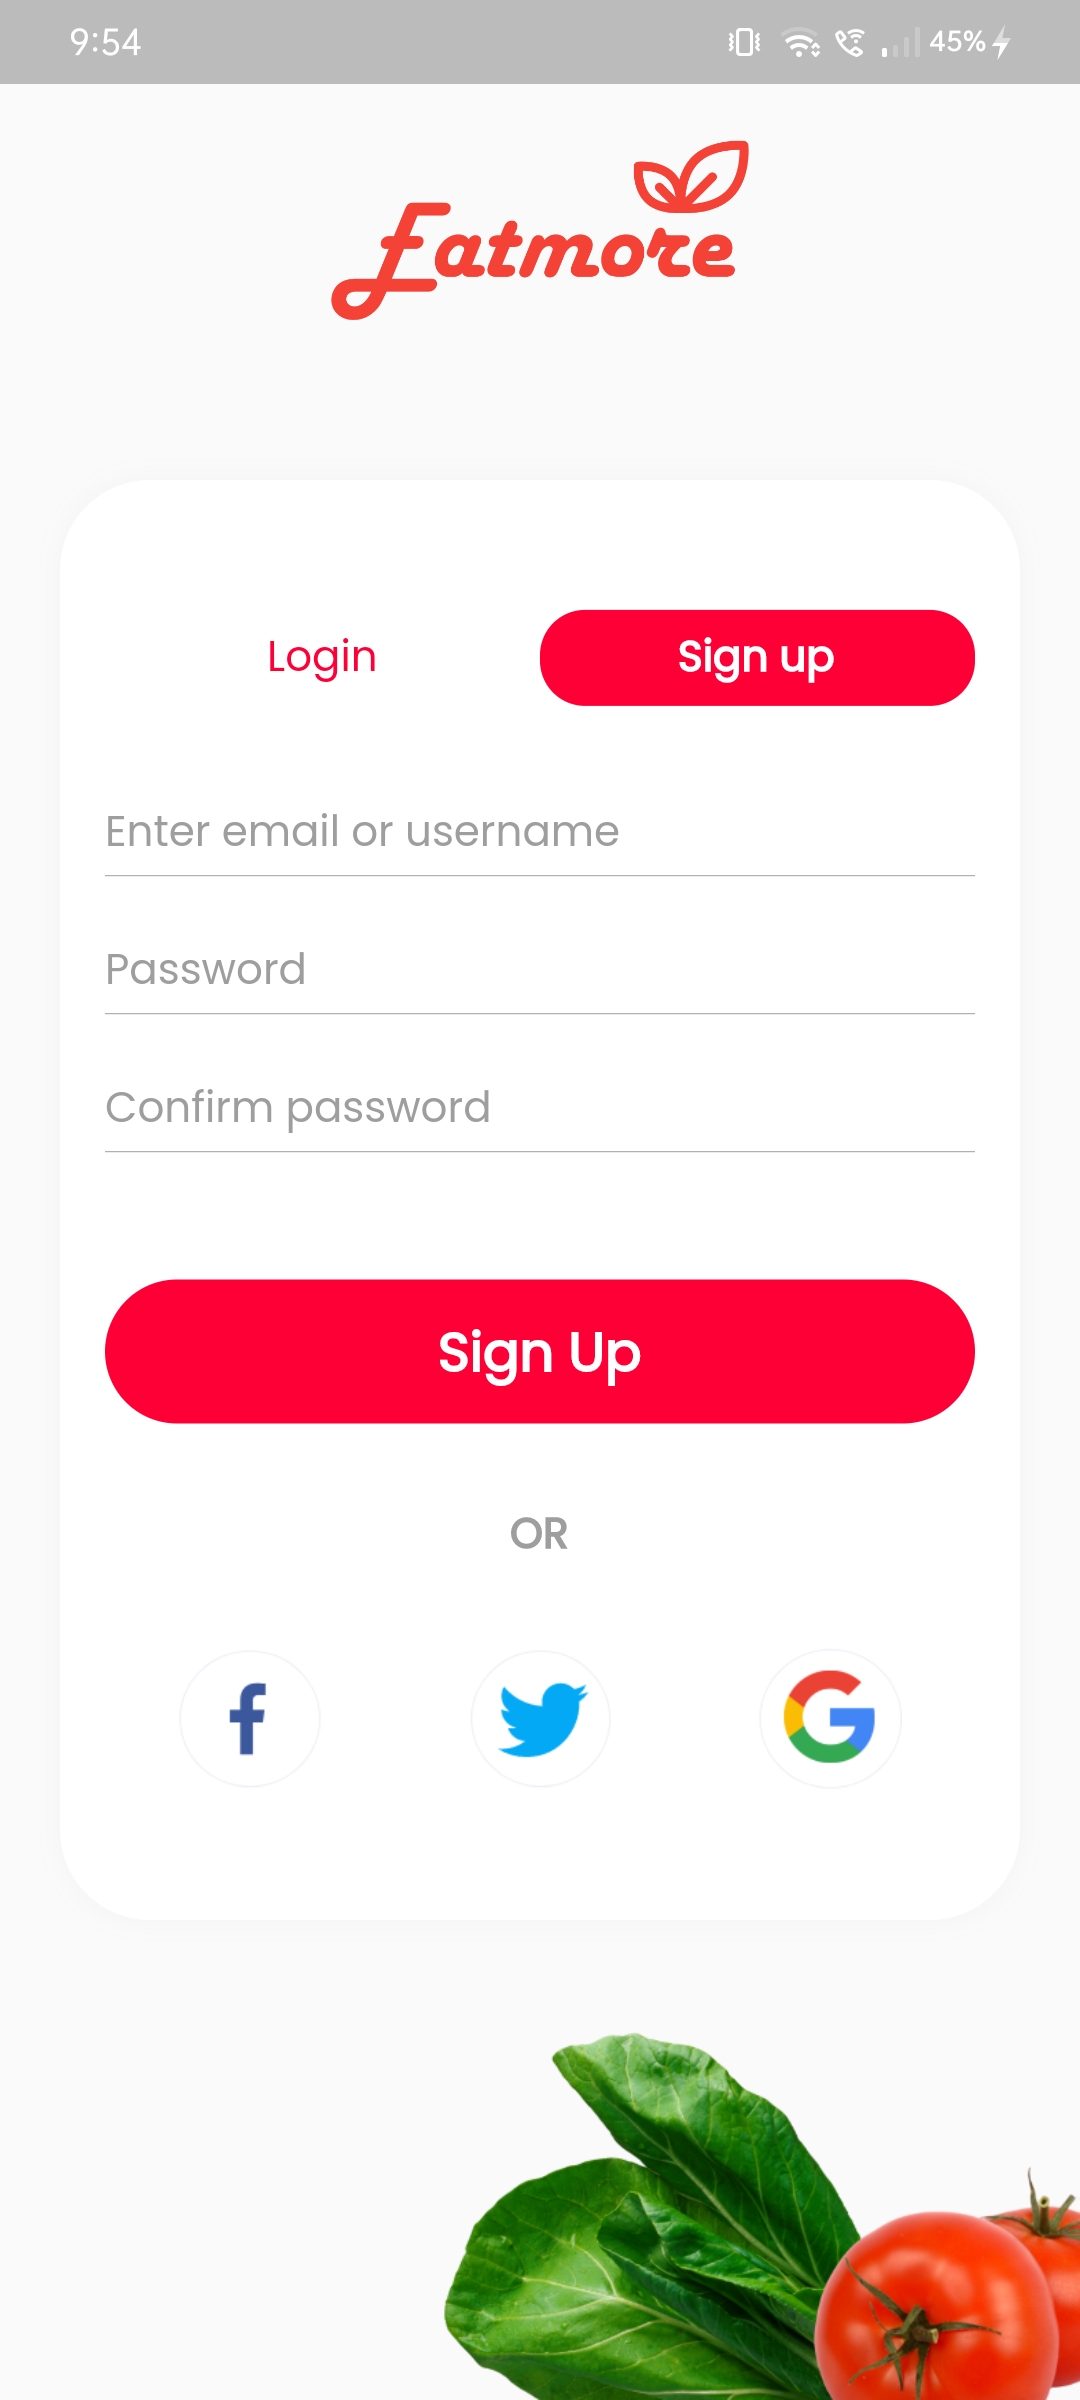 9:54 45%
Eatmore
Login Sign up
Enter email or username
Password
Confirm password
Sign Up
OR